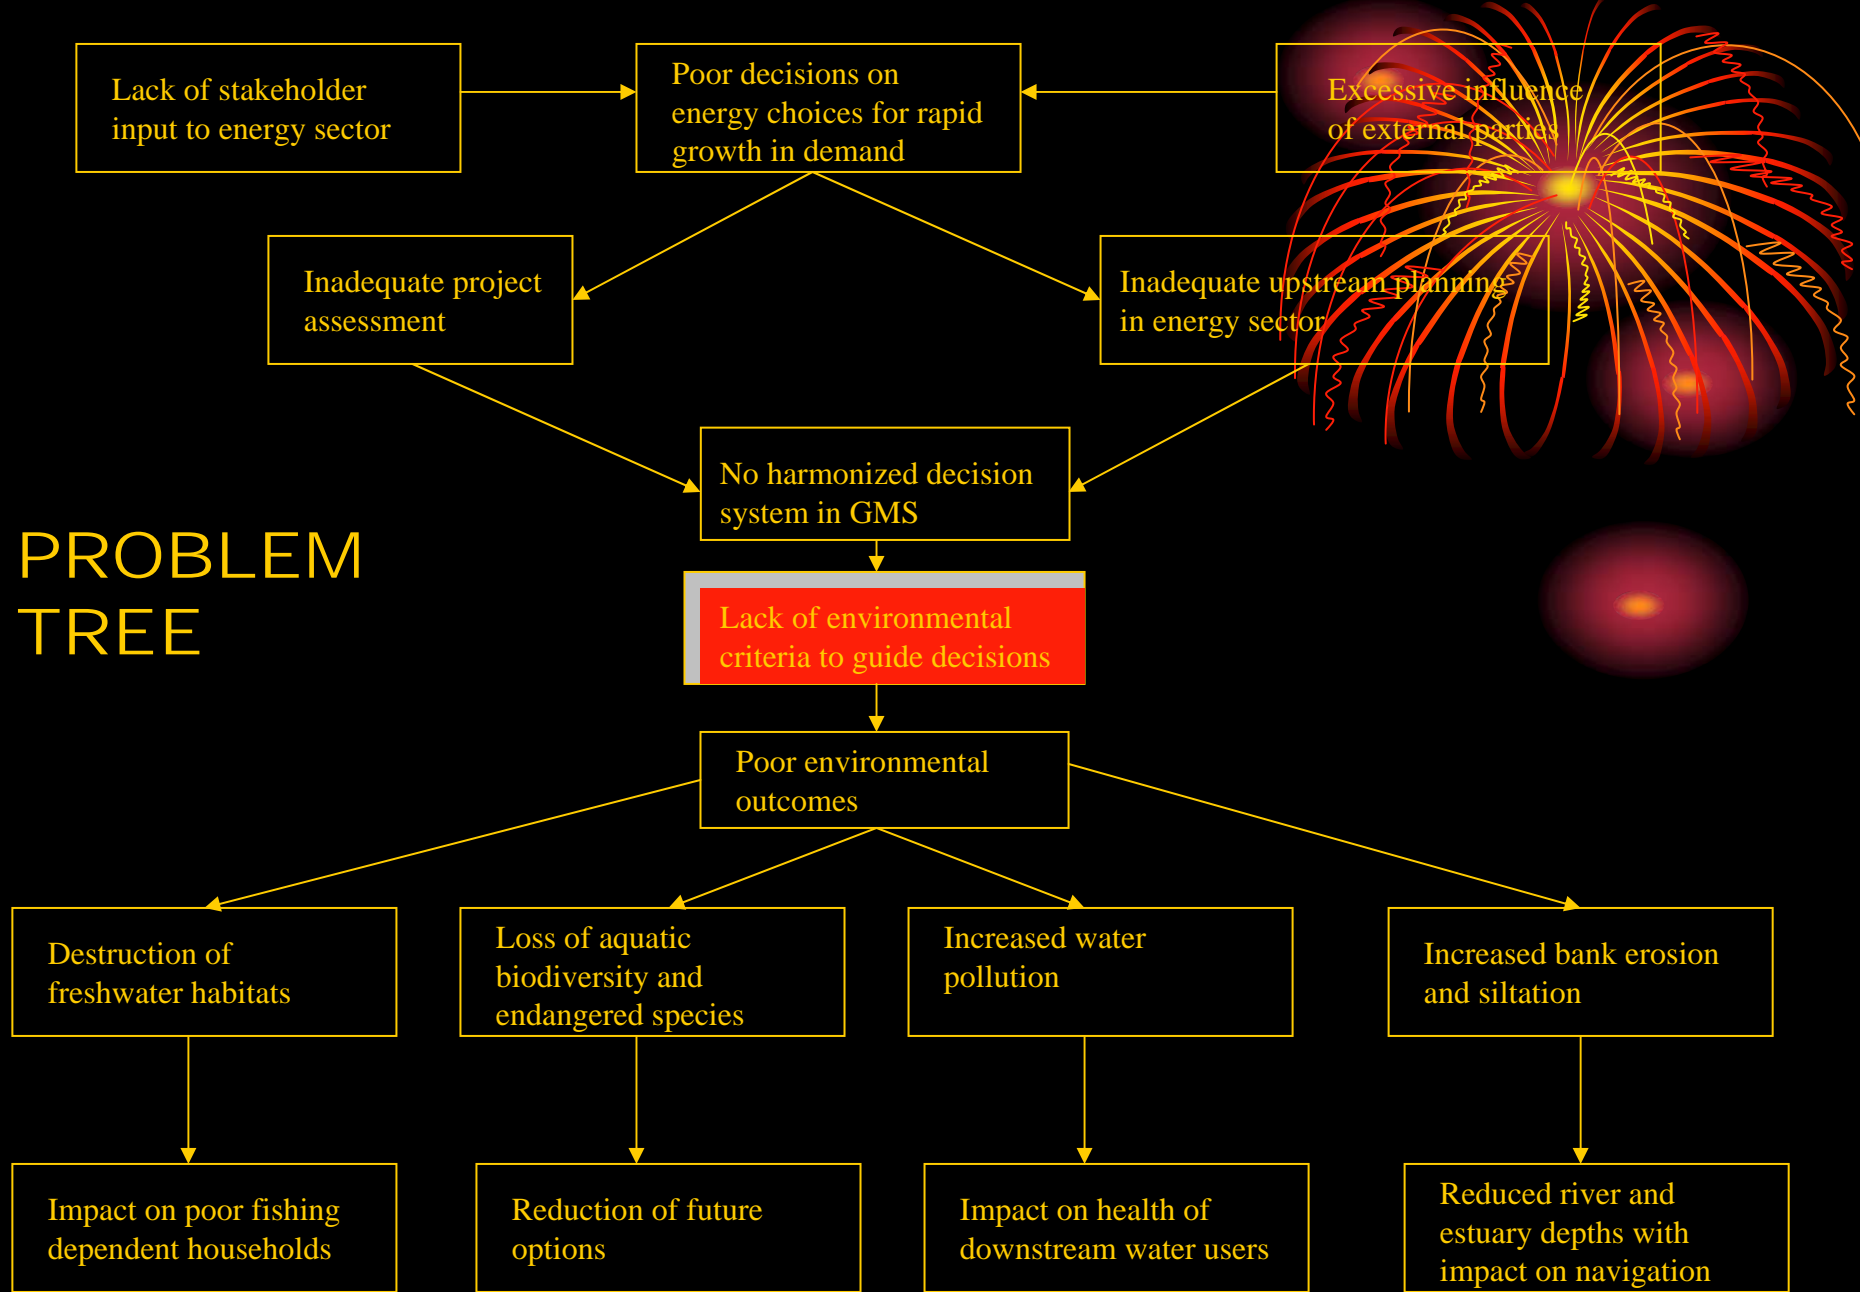 Lack of stakeholder
input to energy sector
Poor decisions on
energy choices for rapid
growth in demand
Excessive influence
of external parties
Inadequate project
assessment
Inadequate upstream planning
in energy sector
No harmonized decision
system in GMS
PROBLEM
TREE
Lack of environmental
criteria to guide decisions
Poor environmental
outcomes
Destruction of
freshwater habitats
Loss of aquatic
biodiversity and
endangered species
Increased water
pollution
Increased bank erosion
and siltation
Impact on poor fishing
dependent households
Reduction of future
options
Impact on health of
downstream water users
Reduced river and
estuary depths with
impact on navigation